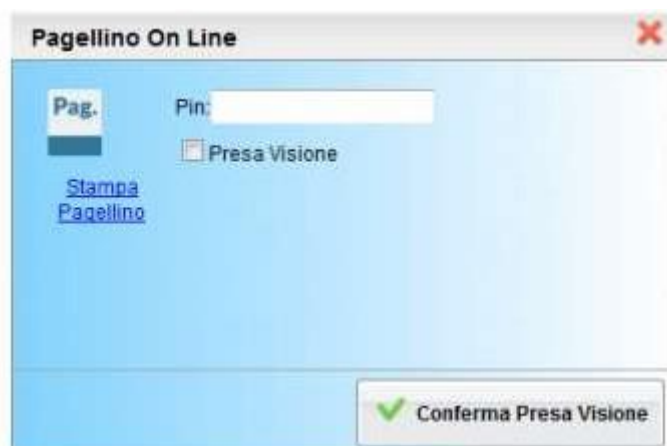 Pagellino On Line
Pag.
Pin:
Presa Visione
Stampa
Pagellino
Conferma Presa Visione